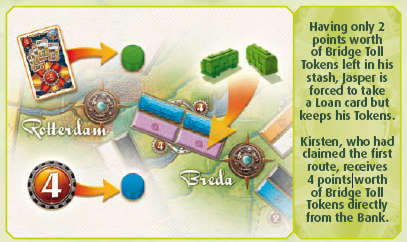 Rotterdam
4
4
4
Breda
2
Having only 2
points worth
of Bridge Toll
Tokens left in his
stash, Jasper is
forced to take
a Loan card but
keeps his Tokens.
Kirsten, who had
claimed the first
route, receives
4 points worth
of Bridge Toll
Tokens directly
from the Bank.